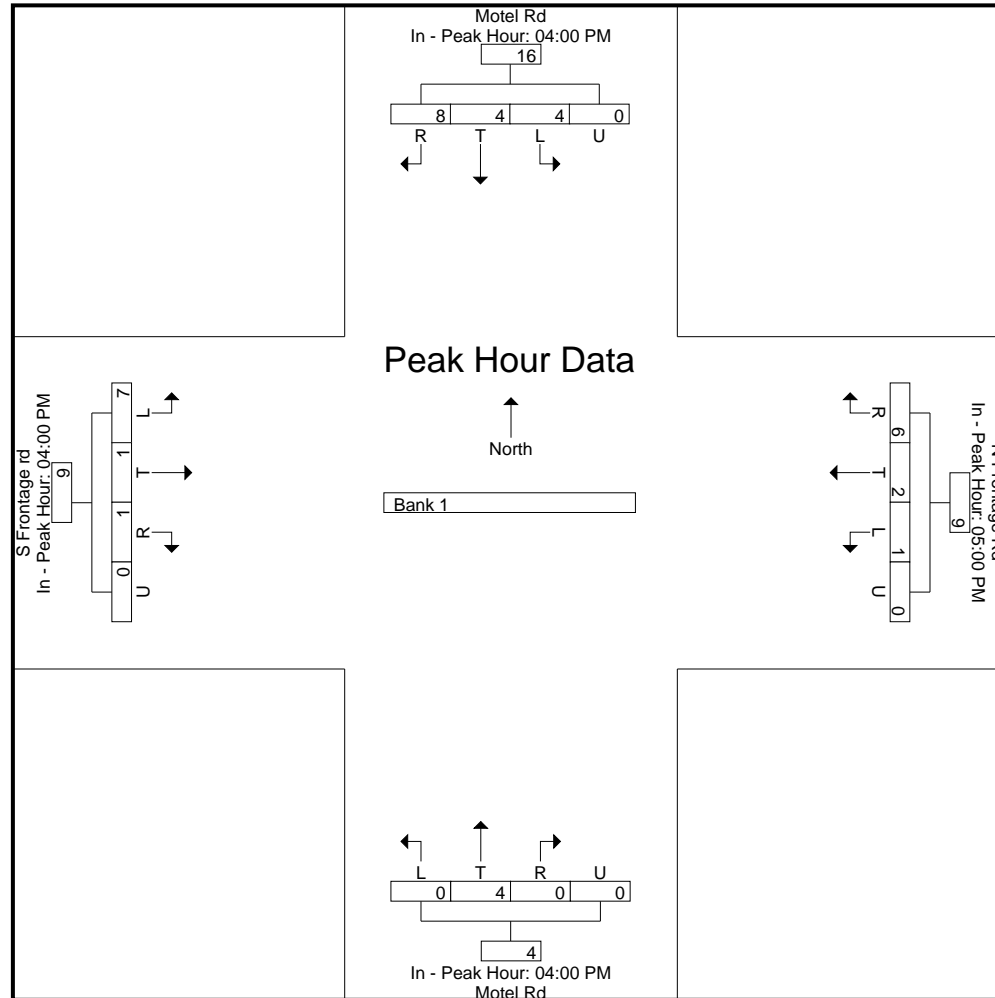 Motel Rd
In - Peak Hour: 04:00 PM
16
8 4 4 0
R T L U
Peak Hour Data
North
Bank 1
S Frontage rd
In - Peak Hour: 04:00 PM
9
7 1 1 0
L T R U
R T L U
6 2 1 0
9
In - Peak Hour: 05:00 PM
Frontage
L T R U
0 4 0 0
4
In - Peak Hour: 04:00 PM
Motel Rd